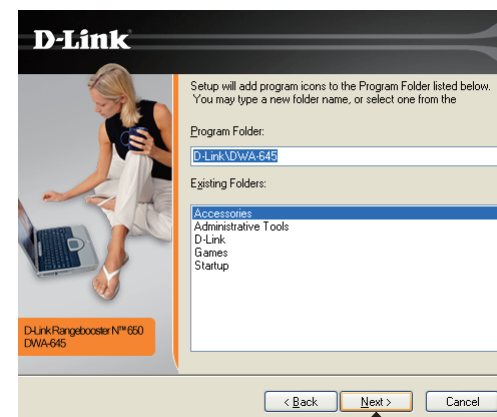 D-Link
Setup will add program icons to the Program Folder listed below.
You may type a new folder name, or select one from the
Program Folder:
D-Link\DWA-645
Existing Folders:
Accessories
Administrative Tools
D-Link
Games
Startup
D-Link Rangebooster N™ 650
DWA-645
< Back
Next >
Cancel